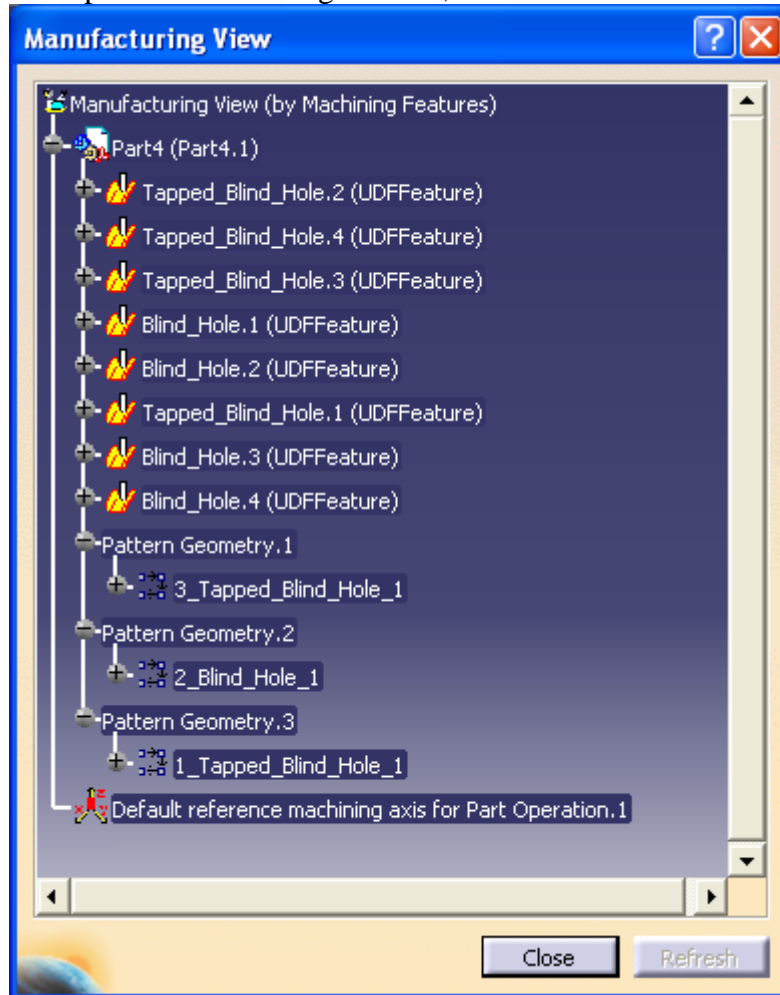 Manufacturing View
Manufacturing View (by Machining Features)
Part4 (Part4.1)
Tapped_Blind_Hole.2 (UDFFeature)
Tapped_Blind_Hole.4 (UDFFeature)
Tapped_Blind_Hole.3 (UDFFeature)
Blind_Hole.1 (UDFFeature)
Blind_Hole.2 (UDFFeature)
Tapped_Blind_Hole.1 (UDFFeature)
Blind_Hole.3 (UDFFeature)
Blind_Hole.4 (UDFFeature)
Pattern Geometry.1
3_Tapped_Blind_Hole_1
Pattern Geometry.2
2_Blind_Hole_1
Pattern Geometry.3
1_Tapped_Blind_Hole_1
Default reference machining axis for Part Operation.1
Close Refresh